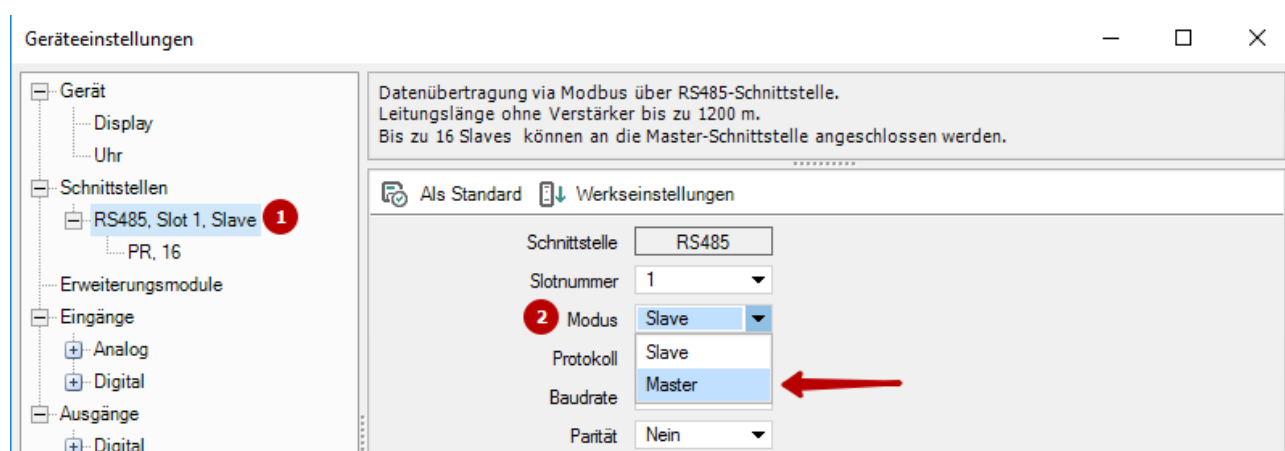 Geräteeinstellungen
Gerät
Display
Uhr
Schnittstellen
RS485, Slot 1, Slave 1
PR, 16
Erweiterungsmodule
Eingänge
Analog
Digital
Ausgänge
Digital
Datenübertragung via Modbus über RS485-Schnittstelle.
Leitungslänge ohne Verstärker bis zu 1200 m.
Bis zu 16 Slaves können an die Master-Schnittstelle angeschlossen werden.
Als Standard Werkseinstellungen
Schnittstelle RS485
Slotnummer 1
2 Modus Slave
Protokoll Slave
Master
Baudrate
Parität Nein